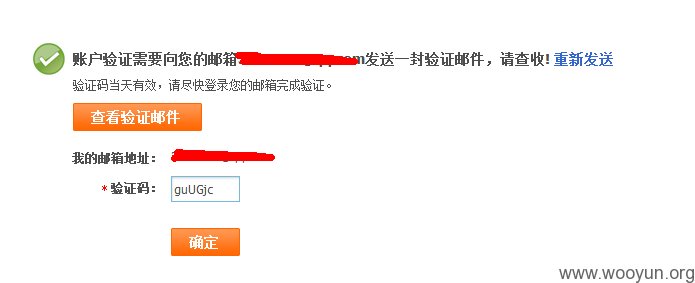 账户验证需要向您的邮箱 m发送一封验证邮件，请查收! 重新发送
验证码当天有效，请尽快登录您的邮箱完成验证。
查看验证邮件
我的邮箱地址：
*验证码： guUGjc
确定
www.wooyun.org